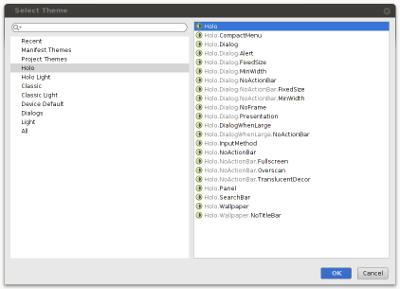 Select Theme
Recent
Manifest Themes
Project Themes
Holo
Holo Light
Classic
Classic Light
Device Default
Dialogs
Light
All
Holo
Holo.CompactMenu
Holo.Dialog
Holo.Dialog.Alert
Holo.Dialog.FixedSize
Holo.Dialog.MinWidth
Holo.Dialog.NoActionBar
Holo.Dialog.NoActionBar.FixedSize
Holo.Dialog.NoActionBar.MinWidth
Holo.Dialog.NoFrame
Holo.Dialog.Presentation
Holo.DialogWhenLarge
Holo.DialogWhenLarge.NoActionBar
Holo.InputMethod
Holo.NoActionBar
Holo.NoActionBar.Fullscreen
Holo.NoActionBar.Overscan
Holo.NoActionBar.TranslucentDecor
Holo.Panel
Holo.SearchBar
Holo.Wallpaper
Holo.Wallpaper.NoTitleBar
OK Cancel